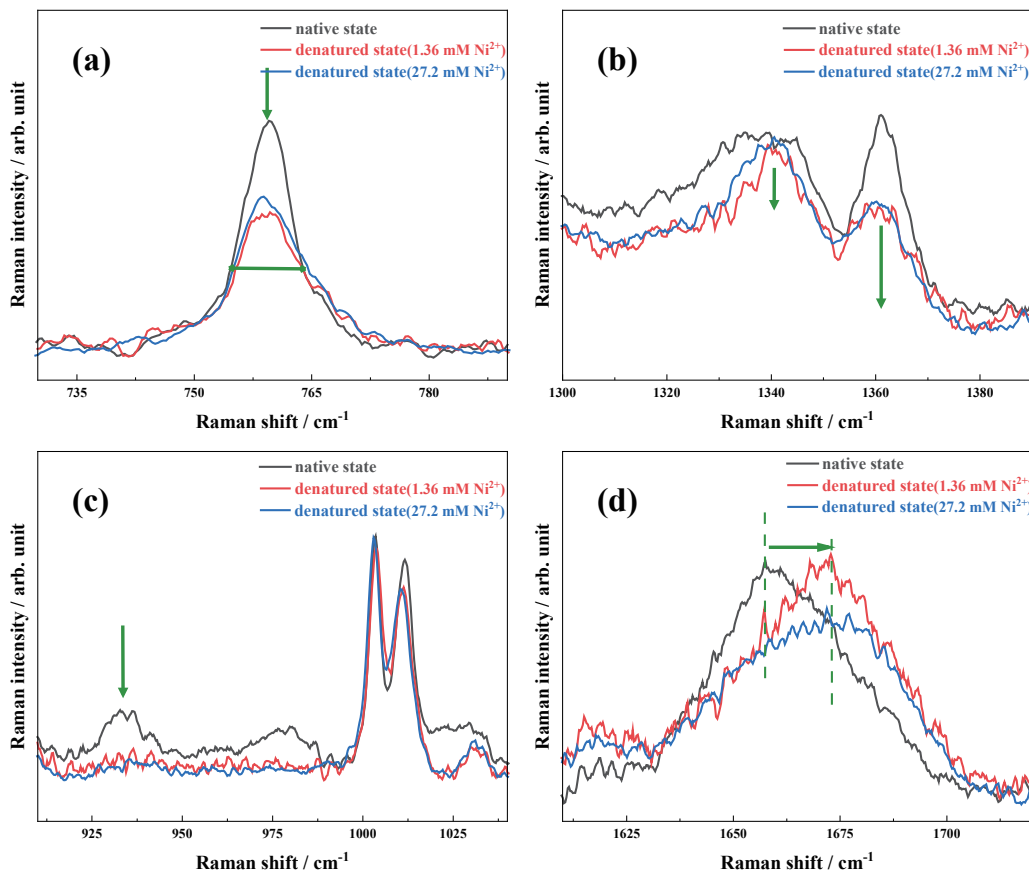 (a)
native state
denatured state(1.36 mM Ni²⁺)
denatured state(27.2 mM Ni²⁺)
Raman intensity / arb. unit
735 750 765 780
Raman shift / cm⁻¹
(b)
native state
denatured state(1.36 mM Ni²⁺)
denatured state(27.2 mM Ni²⁺)
Raman intensity / arb. unit
1300 1320 1340 1360 1380
Raman shift / cm⁻¹
(c)
native state
denatured state(1.36 mM Ni²⁺)
denatured state(27.2 mM Ni²⁺)
Raman intensity / arb. unit
925 950 975 1000 1025
Raman shift / cm⁻¹
(d)
native state
denatured state(1.36 mM Ni²⁺)
denatured state(27.2 mM Ni²⁺)
Raman intensity / arb. unit
1625 1650 1675 1700
Raman shift / cm⁻¹